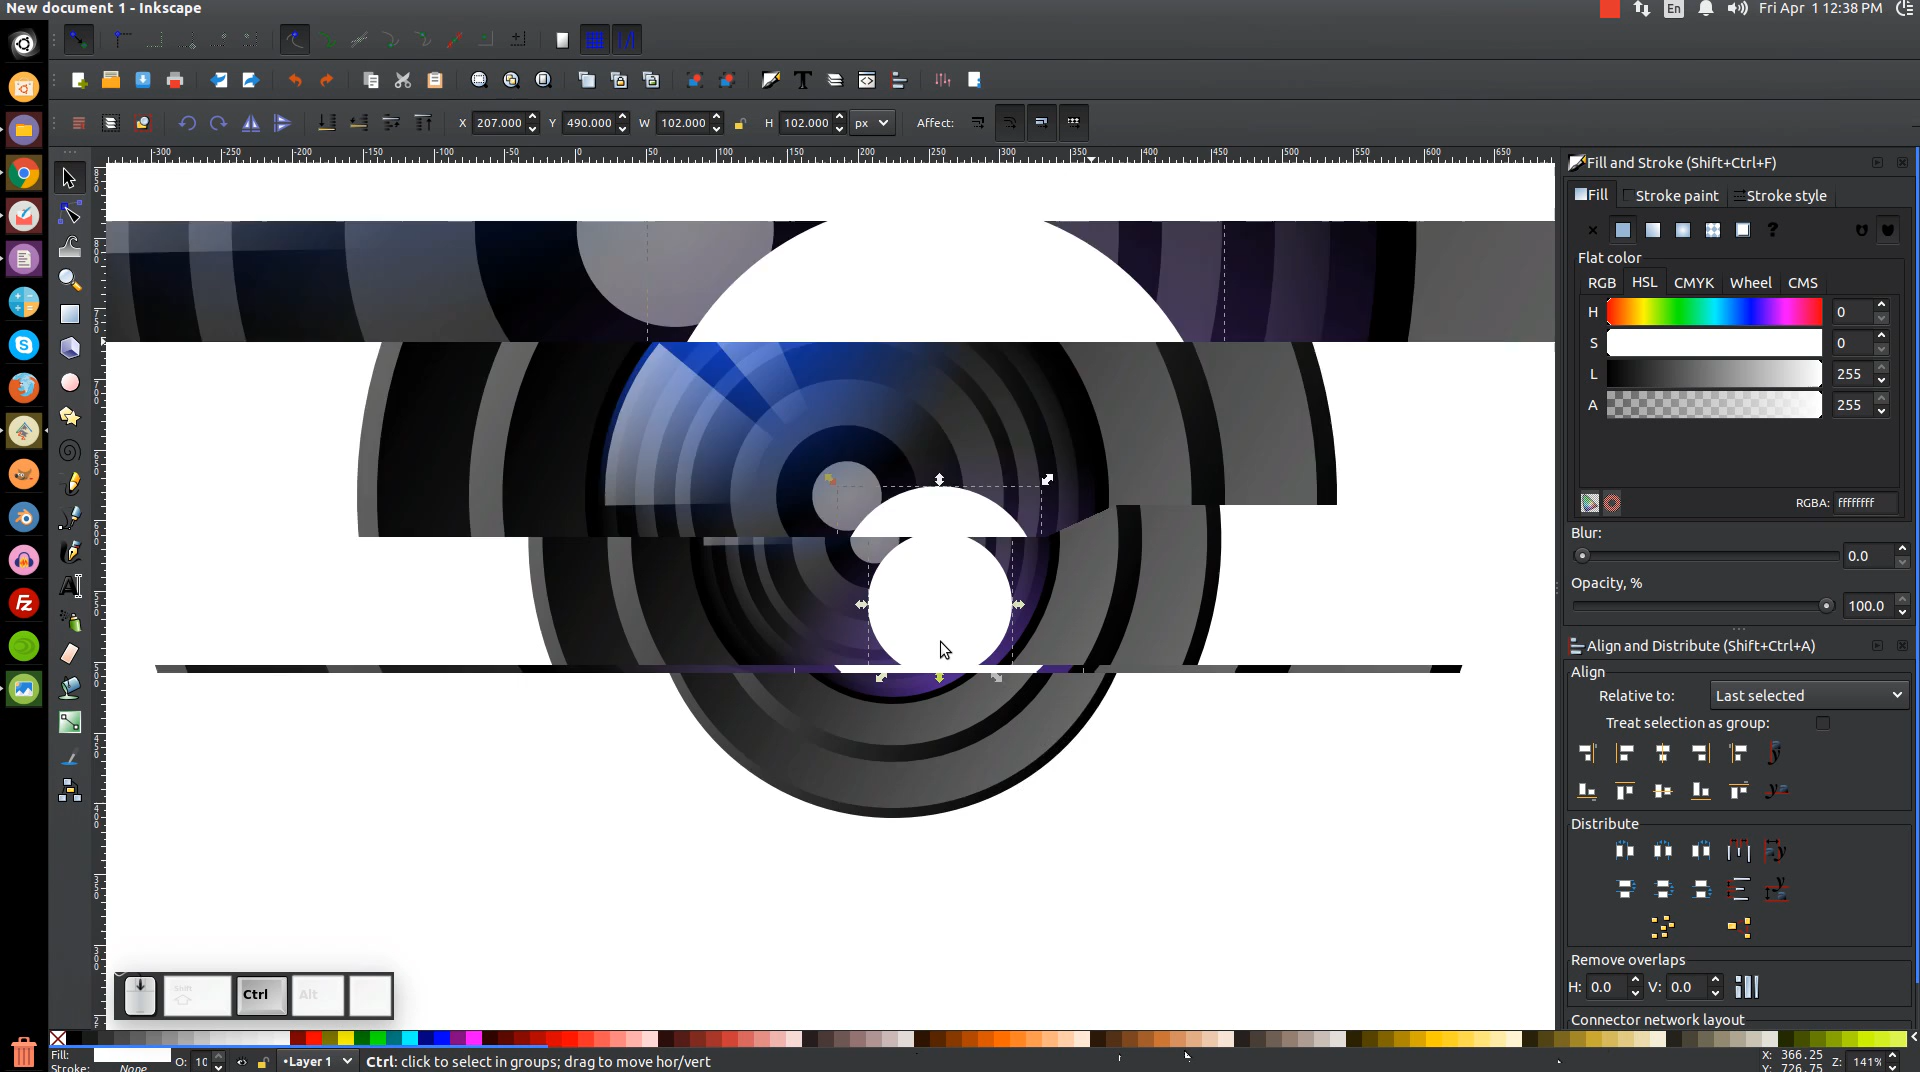 New document 1 - Inkscape
En
Fri Apr 1 12:38 PM
X 207.000
Y 490.000
W 102.000
H 102.000
px
Affect:
Fill and Stroke (Shift+Ctrl+F)
Fill
Stroke paint
Stroke style
Flat color
RGB HSL CMYK Wheel CMS
H 0
S 0
L 255
A 255
RGBA: ffffffff
Blur:
0.0
Opacity, %
100.0
Align and Distribute (Shift+Ctrl+A)
Align
Relative to: Last selected
Treat selection as group:
Distribute
Remove overlaps
H: 0.0 V: 0.0
Connector network layout
Shift Ctrl Alt
Fill:
Stroke: None
O: 10
•Layer 1
Ctrl: click to select in groups; drag to move hor/vert
X: 366.25
Y: 726.75
Z: 141%